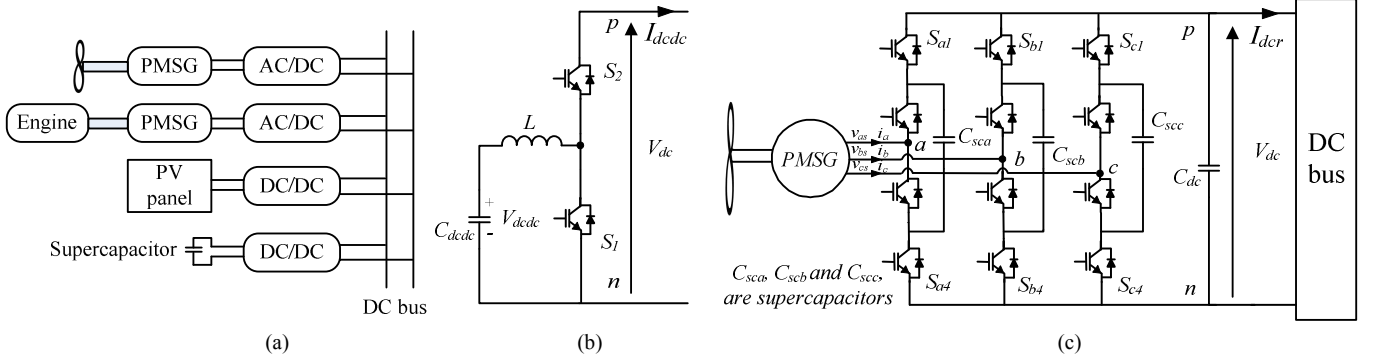 PMSG
AC/DC
Engine
PMSG
AC/DC
PV
panel
DC/DC
Supercapacitor
DC/DC
DC bus
(a)
p
I_dcdc
S_2
L
V_dc
+
C_dcdc
V_dcdc
-
S_1
n
(b)
p
I_dcr
S_a1
S_b1
S_c1
C_sca
C_scb
C_scc
PMSG
v_as i_a
v_bs i_b
v_cs i_c
a
b
c
C_dc
V_dc
DC
bus
S_a4
S_b4
S_c4
n
C_sca, C_scb and C_scc,
are supercapacitors
(c)